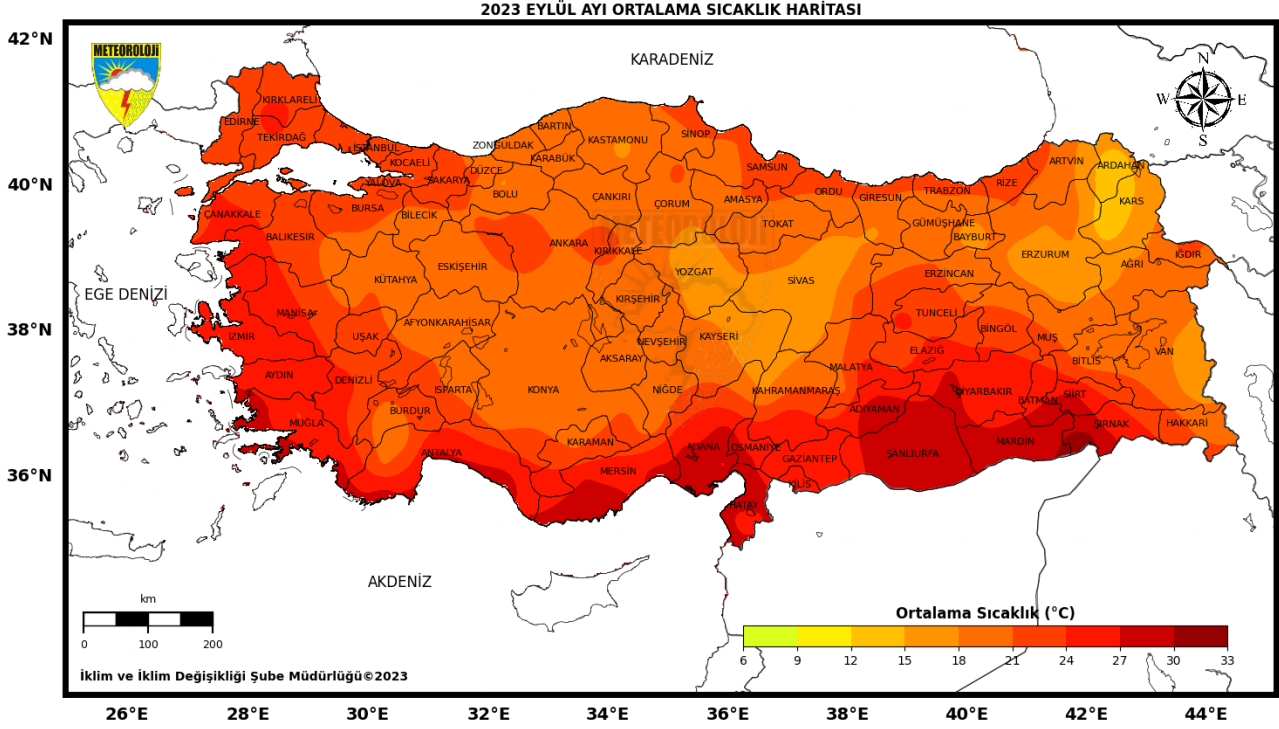 2023 EYLÜL AYI ORTALAMA SICAKLIK HARİTASI
42°N
40°N
38°N
36°N
METEOROLOJİ
KARADENİZ
N
W
E
S
KIRKLARELİ
EDİRNE
TEKİRDAĞ
İSTANBUL
KOCAELİ
YALOVA
SAKARYA
DÜZCE
ZONGULDAK
BARTIN
KARABÜK
KASTAMONU
SİNOP
SAMSUN
ORDU
GİRESUN
TRABZON
RİZE
ARTVİN
ARDAHAN
KARS
ÇANAKKALE
BURSA
BİLECİK
BOLU
ÇANKIRI
ÇORUM
AMASYA
TOKAT
GÜMÜŞHANE
BAYBURT
BALIKESİR
ESKİŞEHİR
ANKARA
KIRIKKALE
METEOROLOJİ
YOZGAT
SİVAS
ERZİNCAN
ERZURUM
AĞRI
IĞDIR
EGE DENİZİ
KÜTAHYA
KIRŞEHİR
MANİSA
UŞAK
AFYONKARAHİSAR
NEVŞEHİR
KAYSERİ
TUNCELİ
BİNGÖL
MUŞ
İZMİR
AKSARAY
ELAZIĞ
BİTLİS
VAN
MALATYA
AYDIN
DENİZLİ
ISPARTA
KONYA
NİĞDE
KAHRAMANMARAŞ
DİYARBAKIR
BATMAN
SİİRT
MUĞLA
BURDUR
ADIYAMAN
ŞIRNAK
HAKKARİ
ANTALYA
KARAMAN
ADANA
OSMANİYE
GAZİANTEP
ŞANLIURFA
MARDİN
MERSİN
KİLİS
HATAY
AKDENİZ
km
0 100 200
Ortalama Sıcaklık (°C)
6 9 12 15 18 21 24 27 30 33
İklim ve İklim Değişikliği Şube Müdürlüğü©2023
26°E 28°E 30°E 32°E 34°E 36°E 38°E 40°E 42°E 44°E